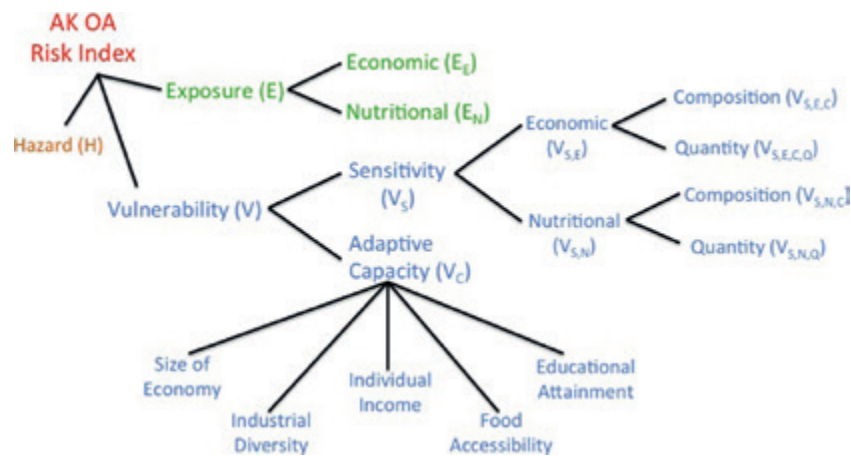 AK OA
Risk Index
Exposure (E)
Economic (E_E)
Nutritional (E_N)
Hazard (H)
Vulnerability (V)
Sensitivity
(V_S)
Adaptive
Capacity (V_C)
Economic
(V_S,E)
Nutritional
(V_S,N)
Composition (V_S,E,C)
Quantity (V_S,E,C,Q)
Composition (V_S,N,C)
Quantity (V_S,N,Q)
Size of
Economy
Industrial
Diversity
Individual
Income
Food
Accessibility
Educational
Attainment